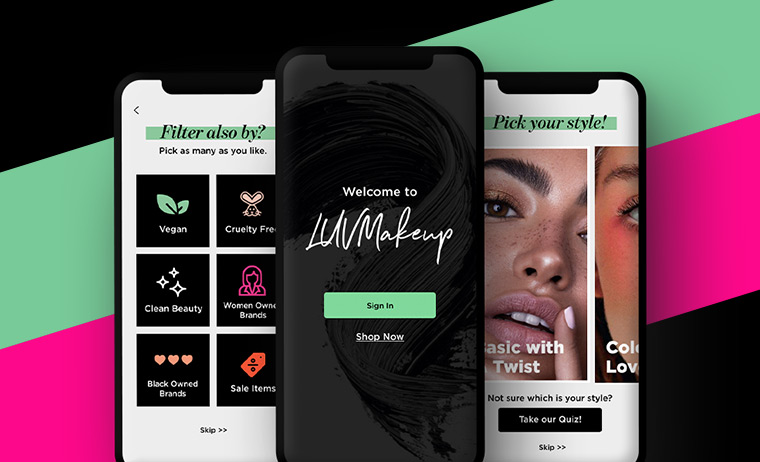 Filter also by?
Pick as many as you like.
Vegan
Cruelty Free
Clean Beauty
Women Owned
Brands
Black Owned
Brands
Sale Items
Skip >>
Welcome to
LUVMakeup
Sign In
Shop Now
Pick your style!
asic with
Twist
Colo
Lov
Not sure which is your style?
Take our Quiz!
Skip >>